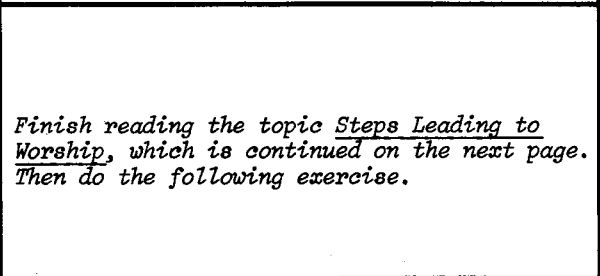 Finish reading the topic Steps Leading to
Worship, which is continued on the next page.
Then do the following exercise.